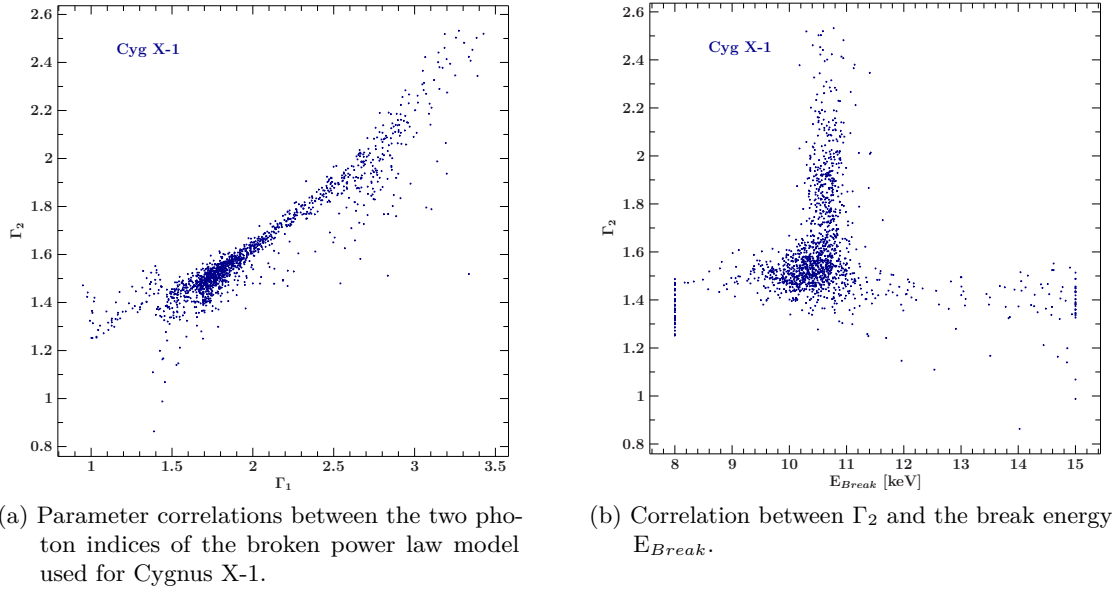 2.6
2.4
2.2
2
1.8
1.6
1.4
1.2
1
0.8
Γ2
Cyg X-1
1 1.5 2 2.5 3 3.5
Γ1
2.6
2.4
2.2
2
1.8
1.6
1.4
1.2
1
0.8
Γ2
Cyg X-1
8 9 10 11 12 13 14 15
EBreak [keV]
a) Parameter correlations between the two pho-
ton indices of the broken power law model
used for Cygnus X-1.
(b) Correlation between Γ2 and the break energy
EBreak.